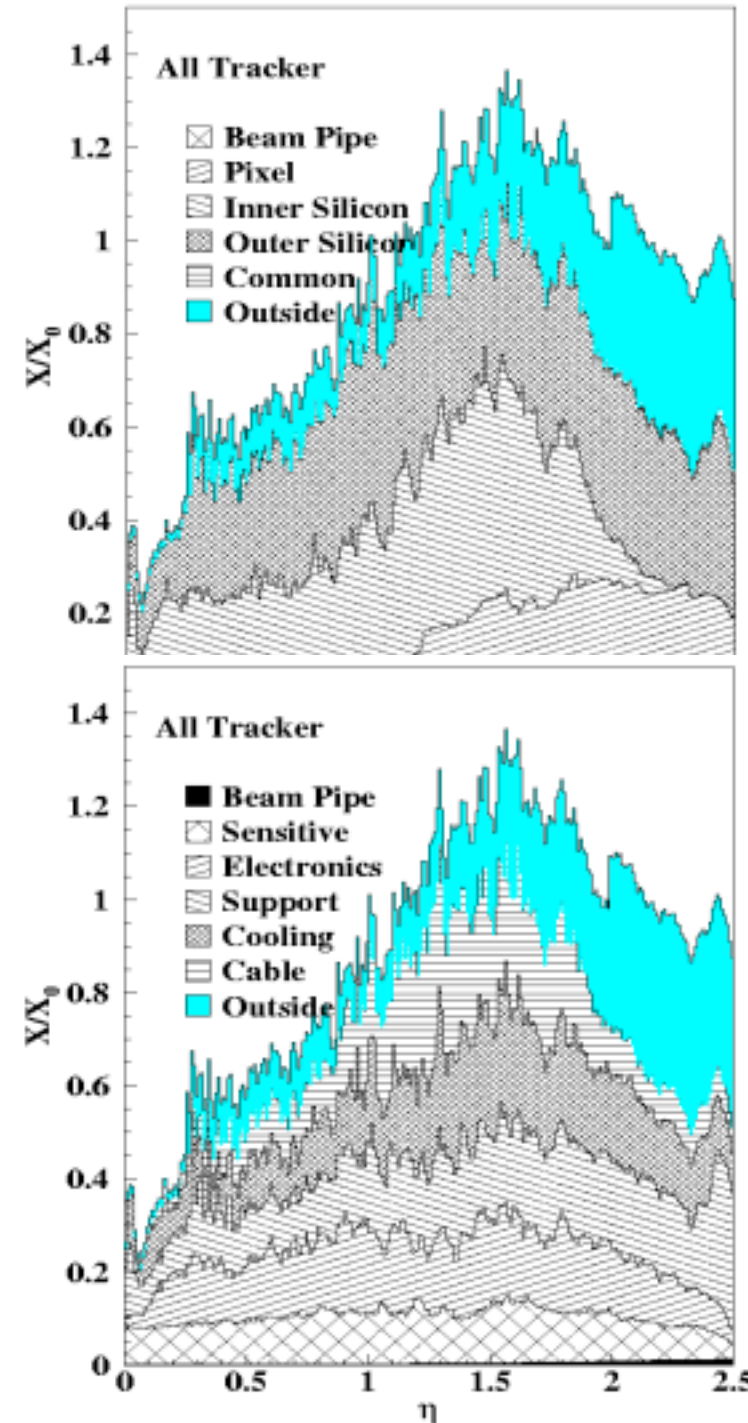 1.4
All Tracker
Beam Pipe
1.2
Pixel
Inner Silicon
1
Outer Silicon
Common
X/X0
0.8
Outside
0.6
0.4
0.2
1.4
All Tracker
Beam Pipe
1.2
Sensitive
Electronics
1
Support
Cooling
Cable
X/X0
0.8
Outside
0.6
0.4
0.2
0
0 0.5 1 1.5 2 2.5
η